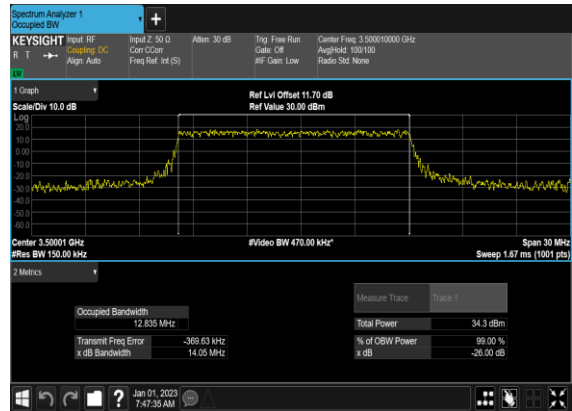 Spectrum Analyzer 1
Occupied BW
+
KEYSIGHT
R T
LV
Input: RF
Coupling: DC
Align: Auto
Input Z: 50 Ω
Corr CCorr
Freq Ref: Int (S)
Atten: 30 dB
Trig: Free Run
Gate: Off
#IF Gain: Low
Center Freq: 3.500010000 GHz
Avg|Hold: 100/100
Radio Std: None
1 Graph
Scale/Div 10.0 dB
Ref Lvl Offset 11.70 dB
Ref Value 30.00 dBm
Log
20.0
10.0
0.00
-10.0
-20.0
-30.0
-40.0
-50.0
-60.0
Center 3.50001 GHz
#Res BW 150.00 kHz
#Video BW 470.00 kHz*
Span 30 MHz
Sweep 1.67 ms (1001 pts)
2 Metrics
Measure Trace Trace 1
Occupied Bandwidth
12.835 MHz
Total Power 34.3 dBm
Transmit Freq Error -369.63 kHz
% of OBW Power 99.00 %
x dB Bandwidth 14.05 MHz
x dB -26.00 dB
?
Jan 01, 2023
7:47:35 AM